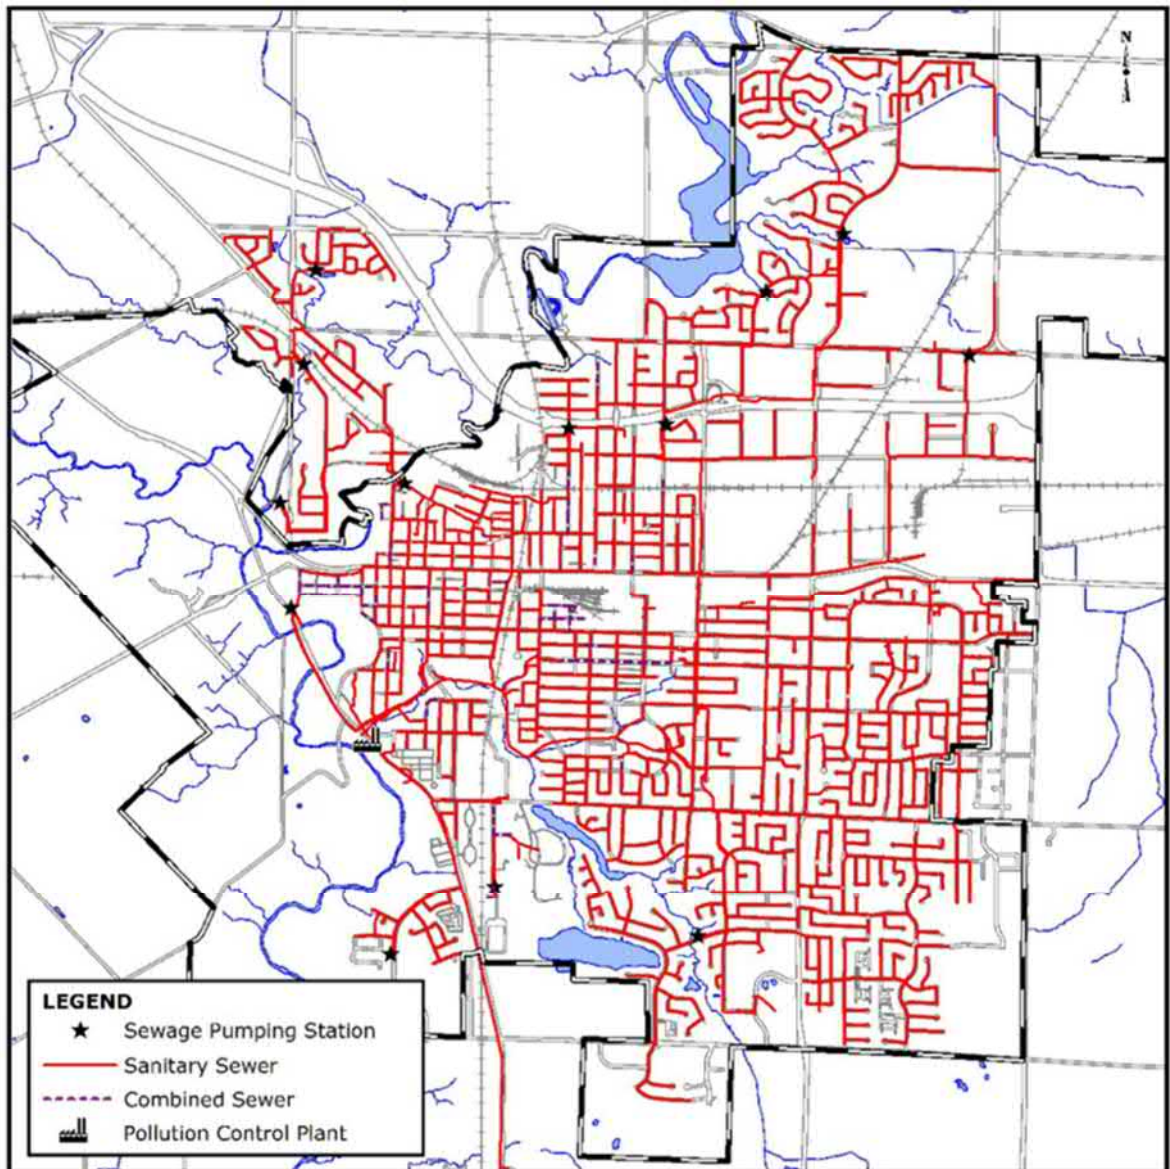 N
LEGEND
Sewage Pumping Station
Sanitary Sewer
Combined Sewer
Pollution Control Plant